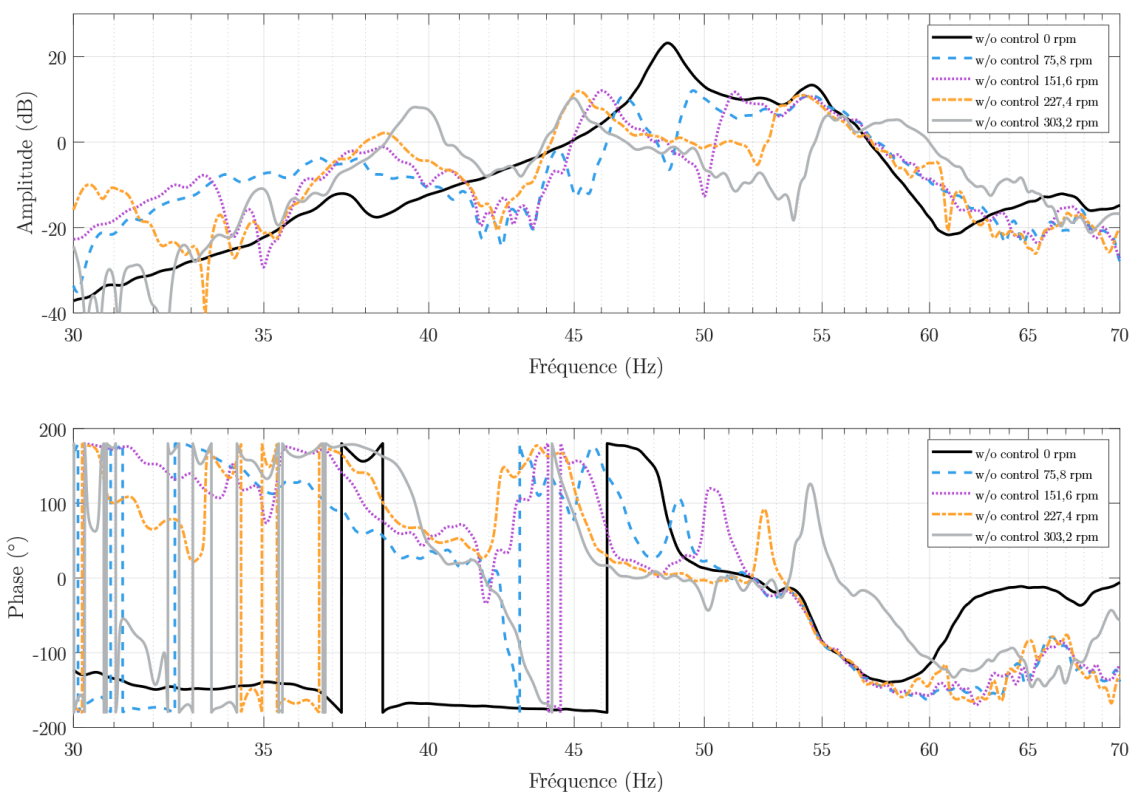 Amplitude (dB)
20
0
-20
-40
w/o control 0 rpm
w/o control 75,8 rpm
w/o control 151,6 rpm
w/o control 227,4 rpm
w/o control 303,2 rpm
30 35 40 45 50 55 60 65 70
Fréquence (Hz)
Phase (°)
200
100
0
-100
-200
w/o control 0 rpm
w/o control 75,8 rpm
w/o control 151,6 rpm
w/o control 227,4 rpm
w/o control 303,2 rpm
30 35 40 45 50 55 60 65 70
Fréquence (Hz)